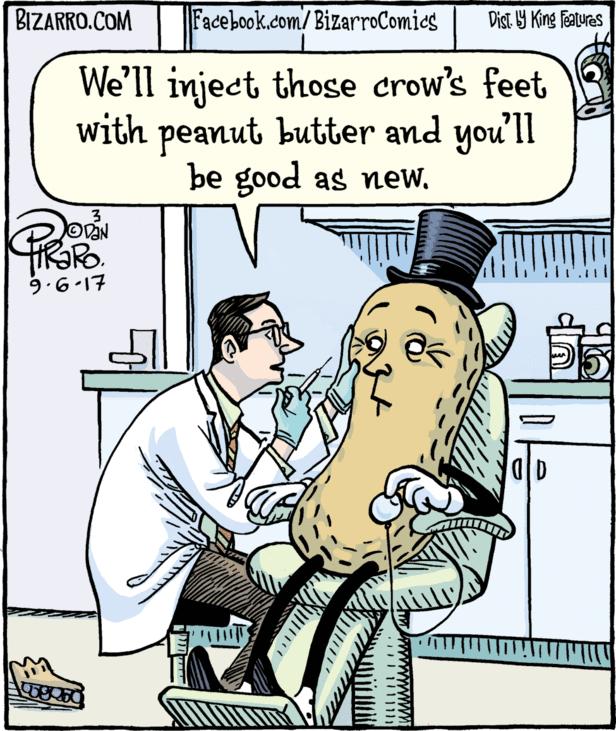 BIZARRO.COM
Facebook.com/BizarroComics
Dist. by King Features
We'll inject those crow's feet
with peanut butter and you'll
be good as new.
3
© DAN
PIRARO.
9-6-17